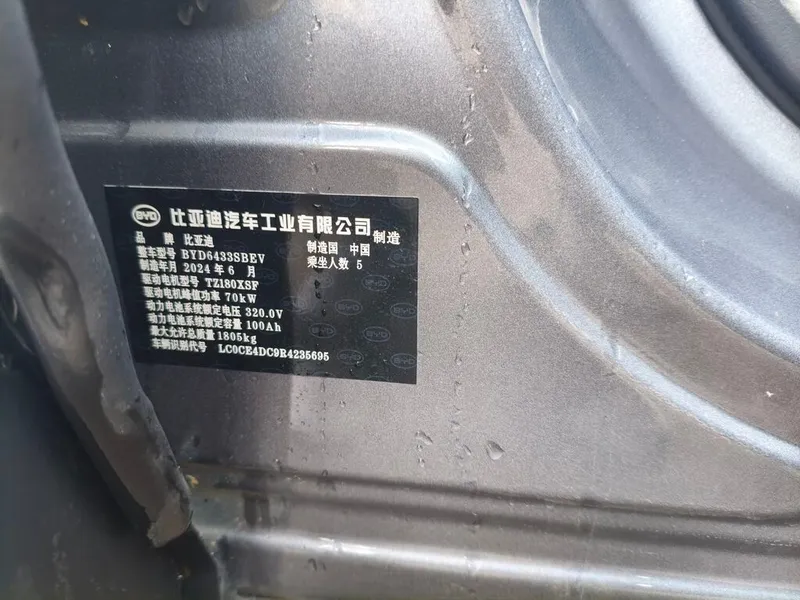 BYD 比亚迪汽车工业有限公司 制造
品 牌 比亚迪 制造国 中国
整车型号 BYD6433SBEV 乘坐人数 5
制造年月 2024 年 6 月
驱动电机型号 TZ180XSF
驱动电机峰值功率 70kW
动力电池系统额定电压 320.0V
动力电池系统额定容量 100Ah
最大允许总质量 1805kg
车辆识别代号 LC0CE4DC9R4235695